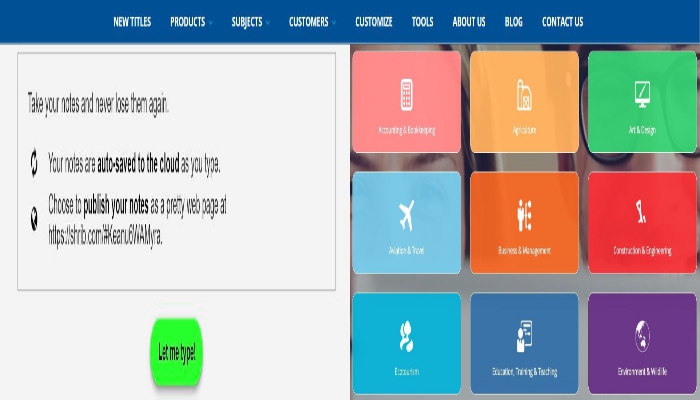 NEW TITLES PRODUCTS SUBJECTS CUSTOMERS CUSTOMIZE TOOLS ABOUT US BLOG CONTACT US
Take your notes and never lose them again.
Your notes are auto-saved to the cloud as you type.
Choose to publish your notes as a pretty web page at
https://shrib.com/#Keanu6WAMyra.
Let me type!
Accounting & Bookkeeping
Agriculture
Art & Design
Aviation & Travel
Business & Management
Construction & Engineering
Ecotourism
Education, Training & Teaching
Environment & Wildlife